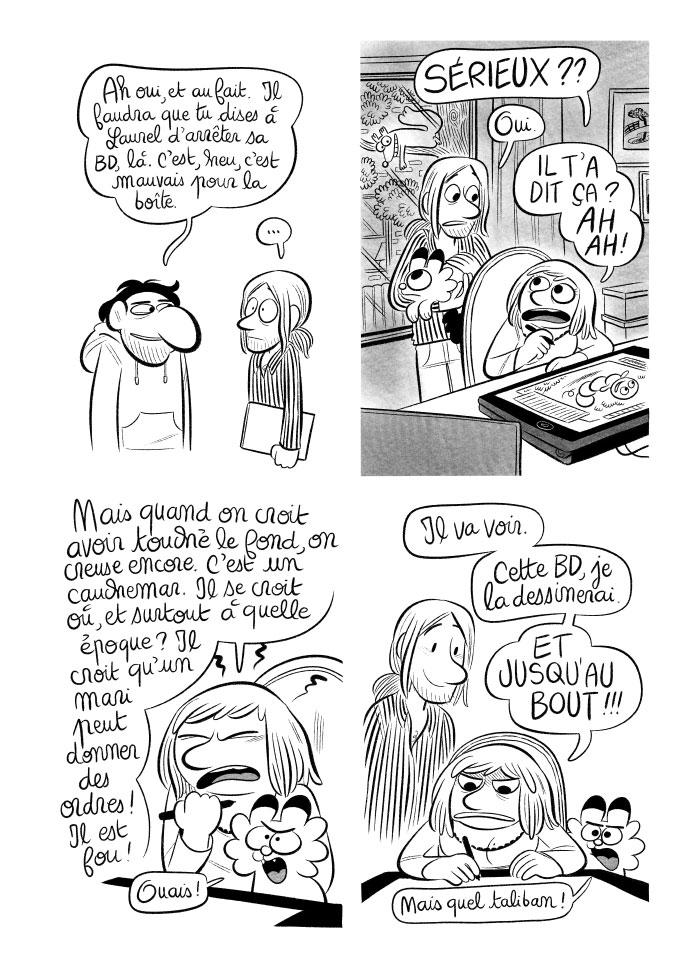 Ah oui, et au fait. Il
faudra que tu dises à
Laurel d'arrêter sa
BD, là. C'est, heu, c'est
mauvais pour la
boîte.
...
SÉRIEUX ??
Oui.
IL T'A
DIT ÇA ?
AH
AH !
Mais quand on croit
avoir touché le fond, on
creuse encore. C'est un
cauchemar. Il se croit
où, et surtout à quelle
époque ? Il
croit qu'un
mari
peut
donner
des
ordres !
Il est
fou !
Ouais !
Il va voir.
Cette BD, je
la dessinerai.
ET
JUSQU'AU
BOUT !!!
Mais quel taliban !